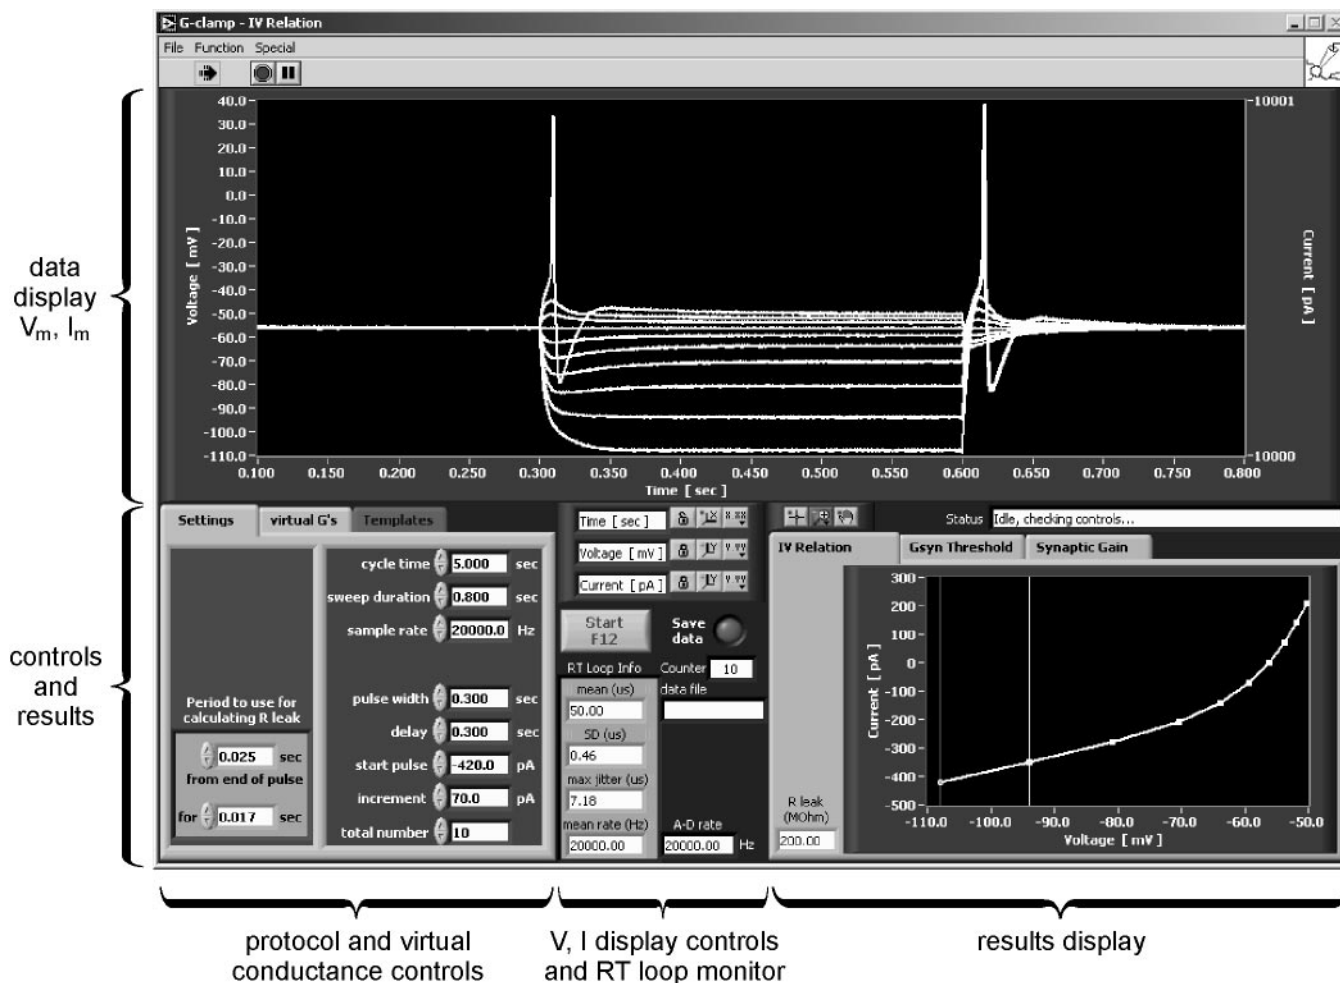 G-clamp - IV Relation
File Function Special
data
display
Vm, Im
40.0
30.0
20.0
10.0
0.0
-10.0
-20.0
-30.0
-40.0
-50.0
-60.0
-70.0
-80.0
-90.0
-100.0
-110.0
Voltage [ mV ]
10001
10000
Current [ pA ]
0.100 0.150 0.200 0.250 0.300 0.350 0.400 0.450 0.500 0.550 0.600 0.650 0.700 0.750 0.800
Time [ sec ]
controls
and
results
Settings virtual G's Templates
Period to use for
calculating R leak
0.025 sec
from end of pulse
for 0.017 sec
cycle time 5.000 sec
sweep duration 0.800 sec
sample rate 20000.0 Hz
pulse width 0.300 sec
delay 0.300 sec
start pulse -420.0 pA
increment 70.0 pA
total number 10
Time [ sec ]
Voltage [ mV ]
Current [ pA ]
Start
F12
Save
data
RT Loop Info
Counter 10
mean (us)
50.00
data file
SD (us)
0.46
max jitter (us)
7.18
mean rate (Hz)
20000.00
A-D rate
20000.00 Hz
Status Idle, checking controls...
IV Relation Gsyn Threshold Synaptic Gain
R leak
(MOhm)
200.00
300
200
100
0
-100
-200
-300
-400
-500
Current [ pA ]
-110.0 -100.0 -90.0 -80.0 -70.0 -60.0 -50.0
Voltage [ mV ]
protocol and virtual
conductance controls
V, I display controls
and RT loop monitor
results display